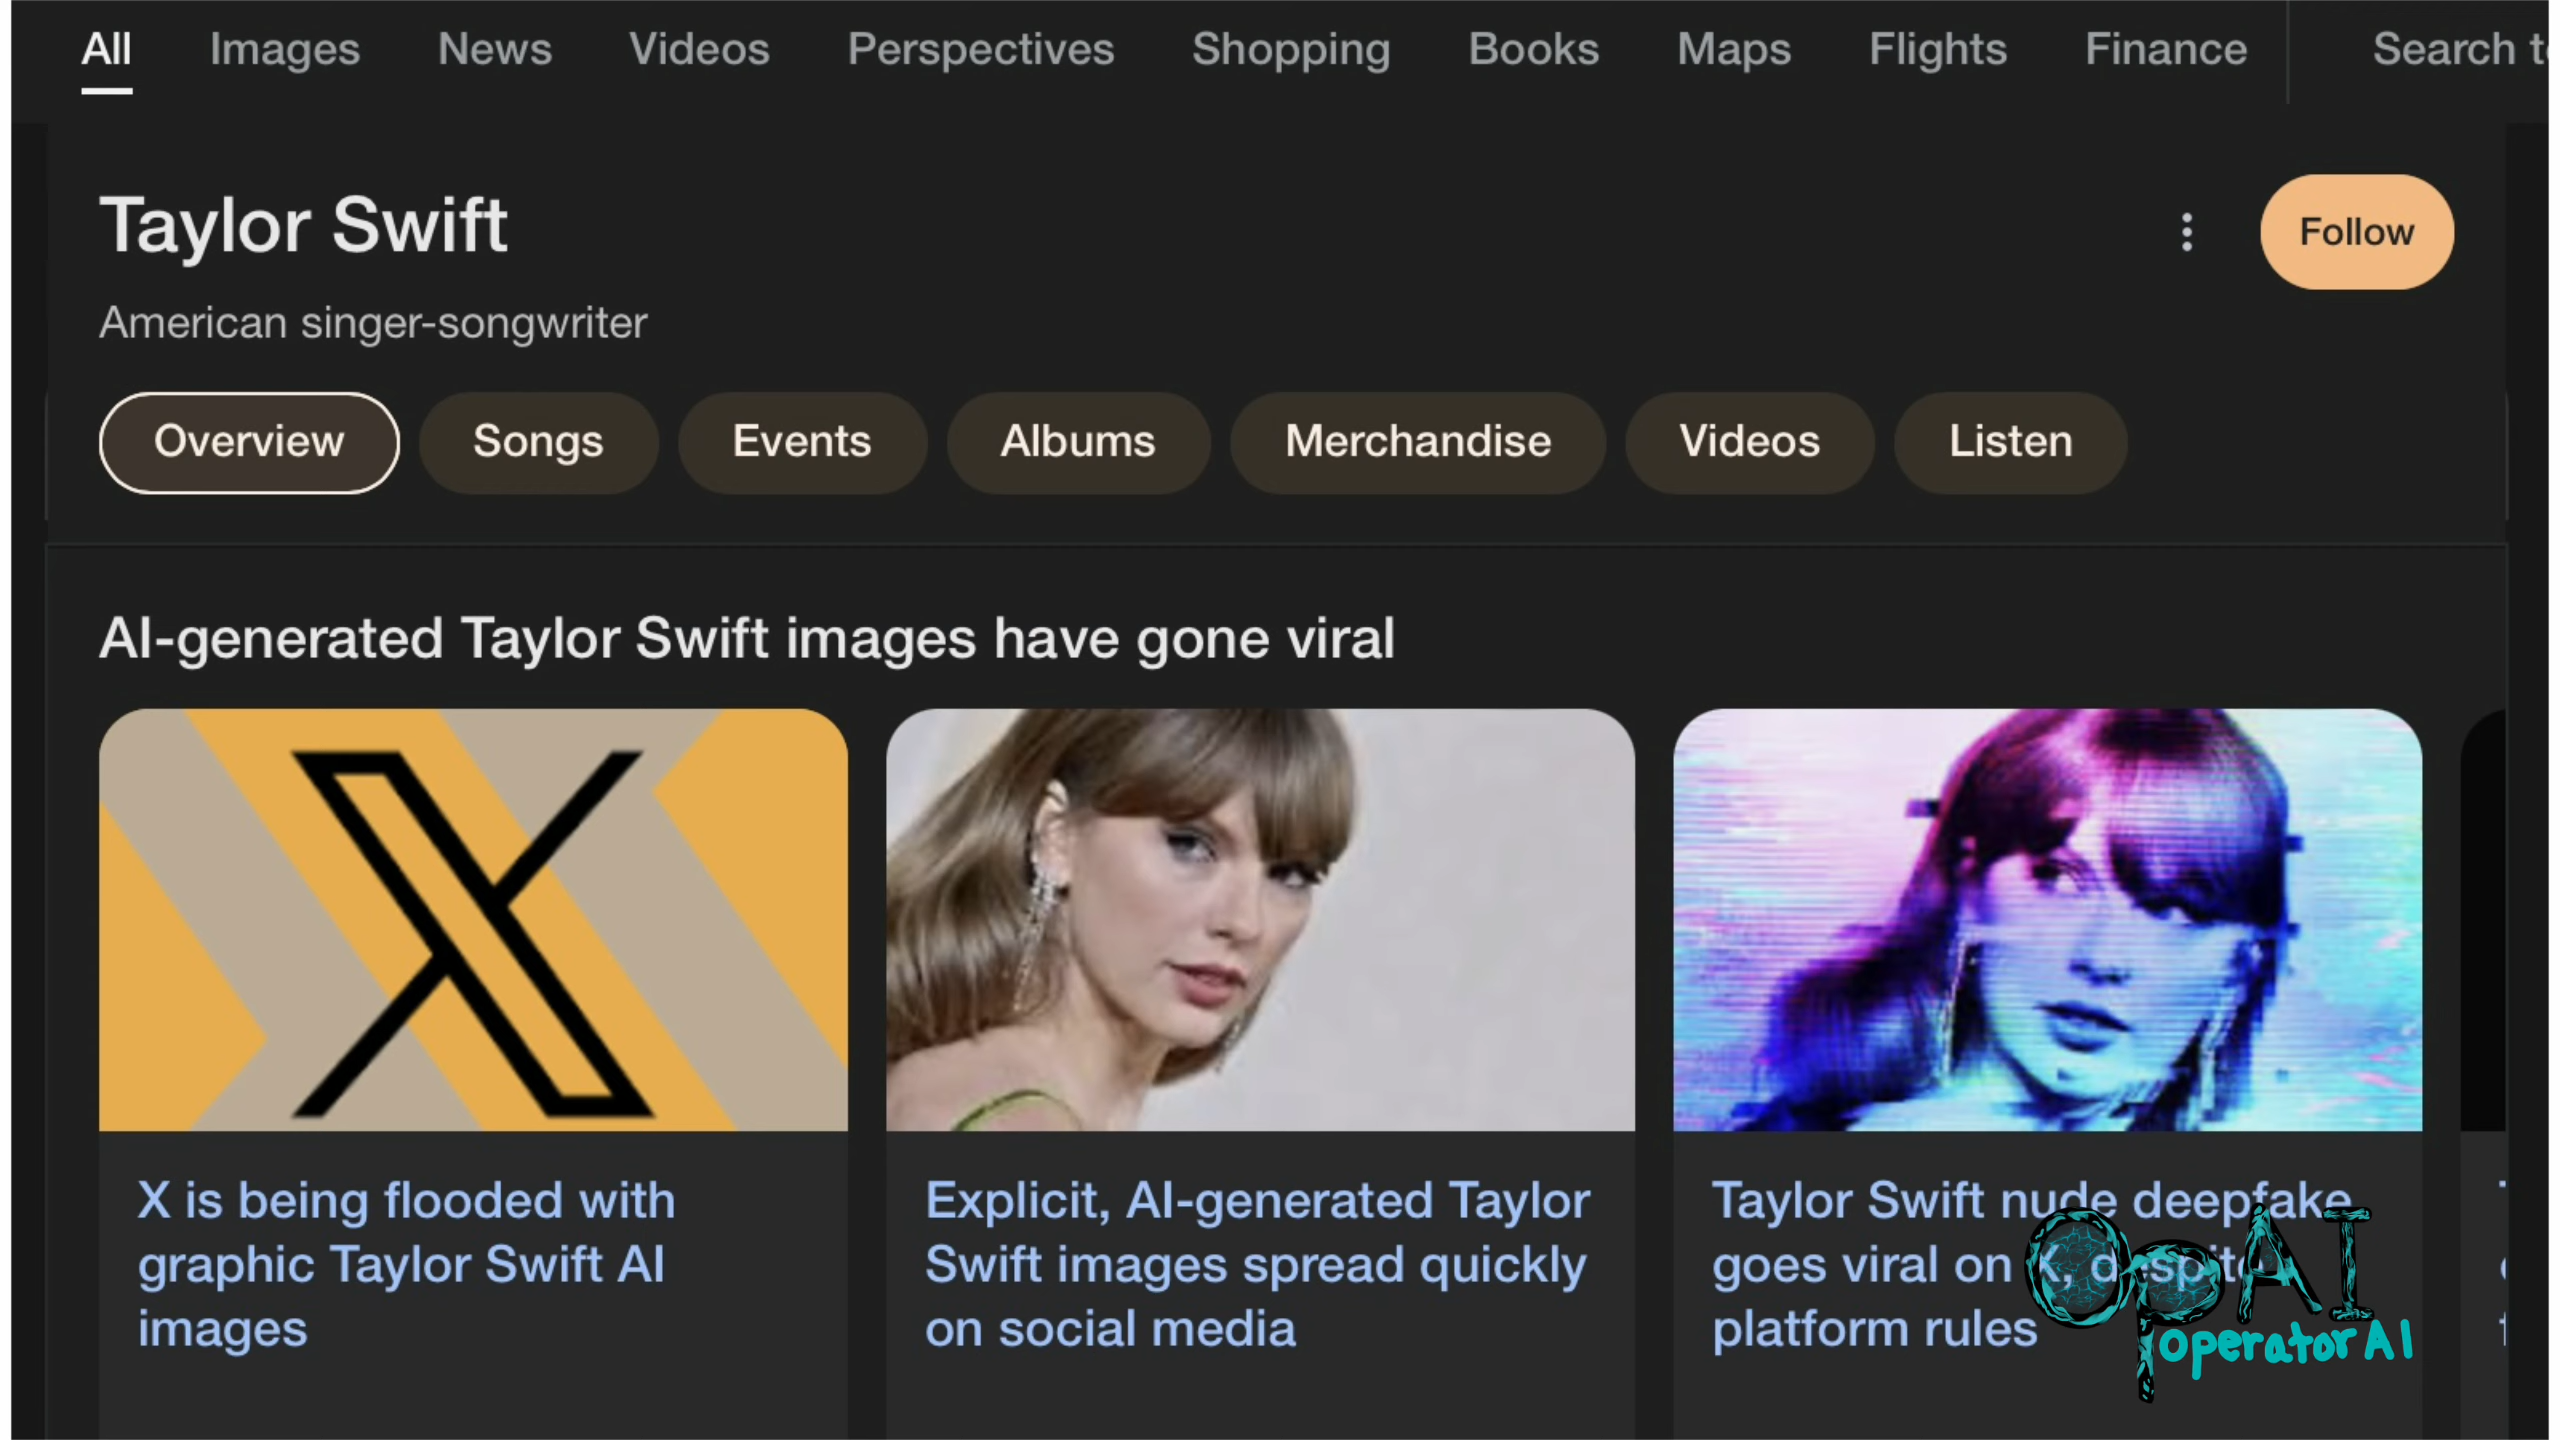 All Images News Videos Perspectives Shopping Books Maps Flights Finance Search
Taylor Swift
Follow
American singer-songwriter
Overview Songs Events Albums Merchandise Videos Listen
AI-generated Taylor Swift images have gone viral
X is being flooded with
graphic Taylor Swift AI
images
Explicit, AI-generated Taylor
Swift images spread quickly
on social media
Taylor Swift nude deepfake
goes viral on X, despite
platform rules
OpAI
operator AI